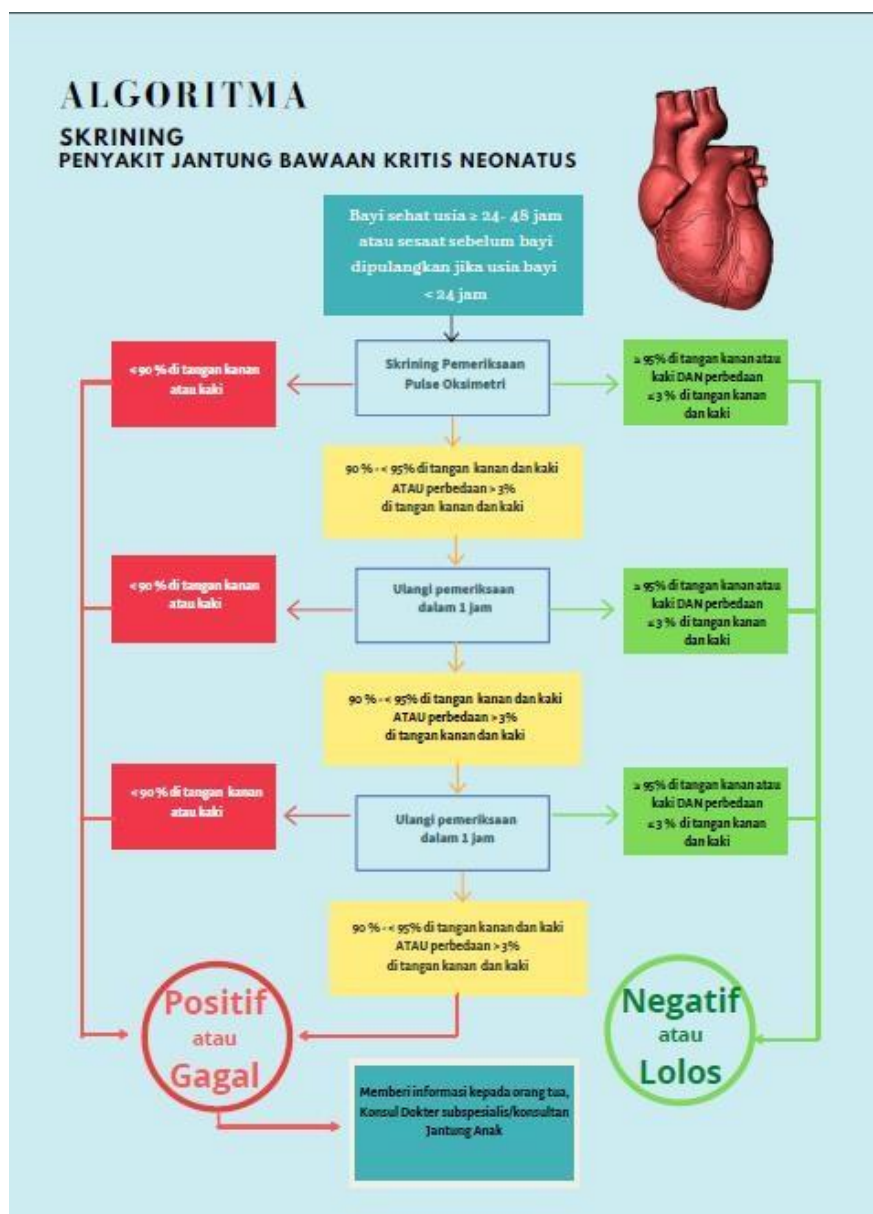 ALGORITMA
SKRINING
PENYAKIT JANTUNG BAWAAN KRITIS NEONATUS
Bayi sehat usia ≥ 24- 48 jam
atau sesaat sebelum bayi
dipulangkan jika usia bayi
< 24 jam
< 90 % di tangan kanan
atau kaki
Skrining Pemeriksaan
Pulse Oksimetri
≥ 95% di tangan kanan atau
kaki DAN perbedaan
≤ 3 % di tangan kanan
dan kaki
90 % - < 95% di tangan kanan dan kaki
ATAU perbedaan > 3%
di tangan kanan dan kaki
< 90 % di tangan kanan
atau kaki
Ulangi pemeriksaan
dalam 1 jam
≥ 95% di tangan kanan atau
kaki DAN perbedaan
≤ 3 % di tangan kanan
dan kaki
90 % - < 95% di tangan kanan dan kaki
ATAU perbedaan > 3%
di tangan kanan dan kaki
< 90 % di tangan kanan
atau kaki
Ulangi pemeriksaan
dalam 1 jam
≥ 95% di tangan kanan atau
kaki DAN perbedaan
≤ 3 % di tangan kanan
dan kaki
90 % - < 95% di tangan kanan dan kaki
ATAU perbedaan > 3%
di tangan kanan dan kaki
Positif
atau
Gagal
Negatif
atau
Lolos
Memberi informasi kepada orang tua,
Konsul Dokter subspesialis/konsultan
Jantung Anak